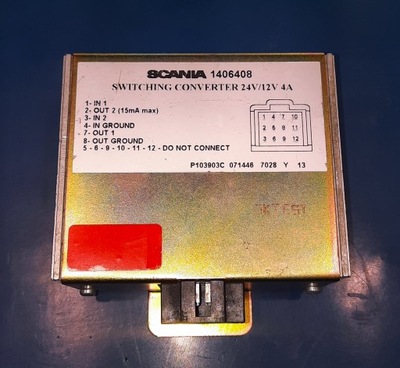 SCANIA 1406408
SWITCHING CONVERTER 24V/12V 4A
1- IN 1
2- OUT 2 (15mA max)
3- IN 2
4- IN GROUND
7- OUT 1
8- OUT GROUND
5 - 6 - 9 - 10 - 11 - 12 - DO NOT CONNECT
1 4 7 10
2 5 8 11
3 6 9 12
P103903C 071446 7028 Y 13